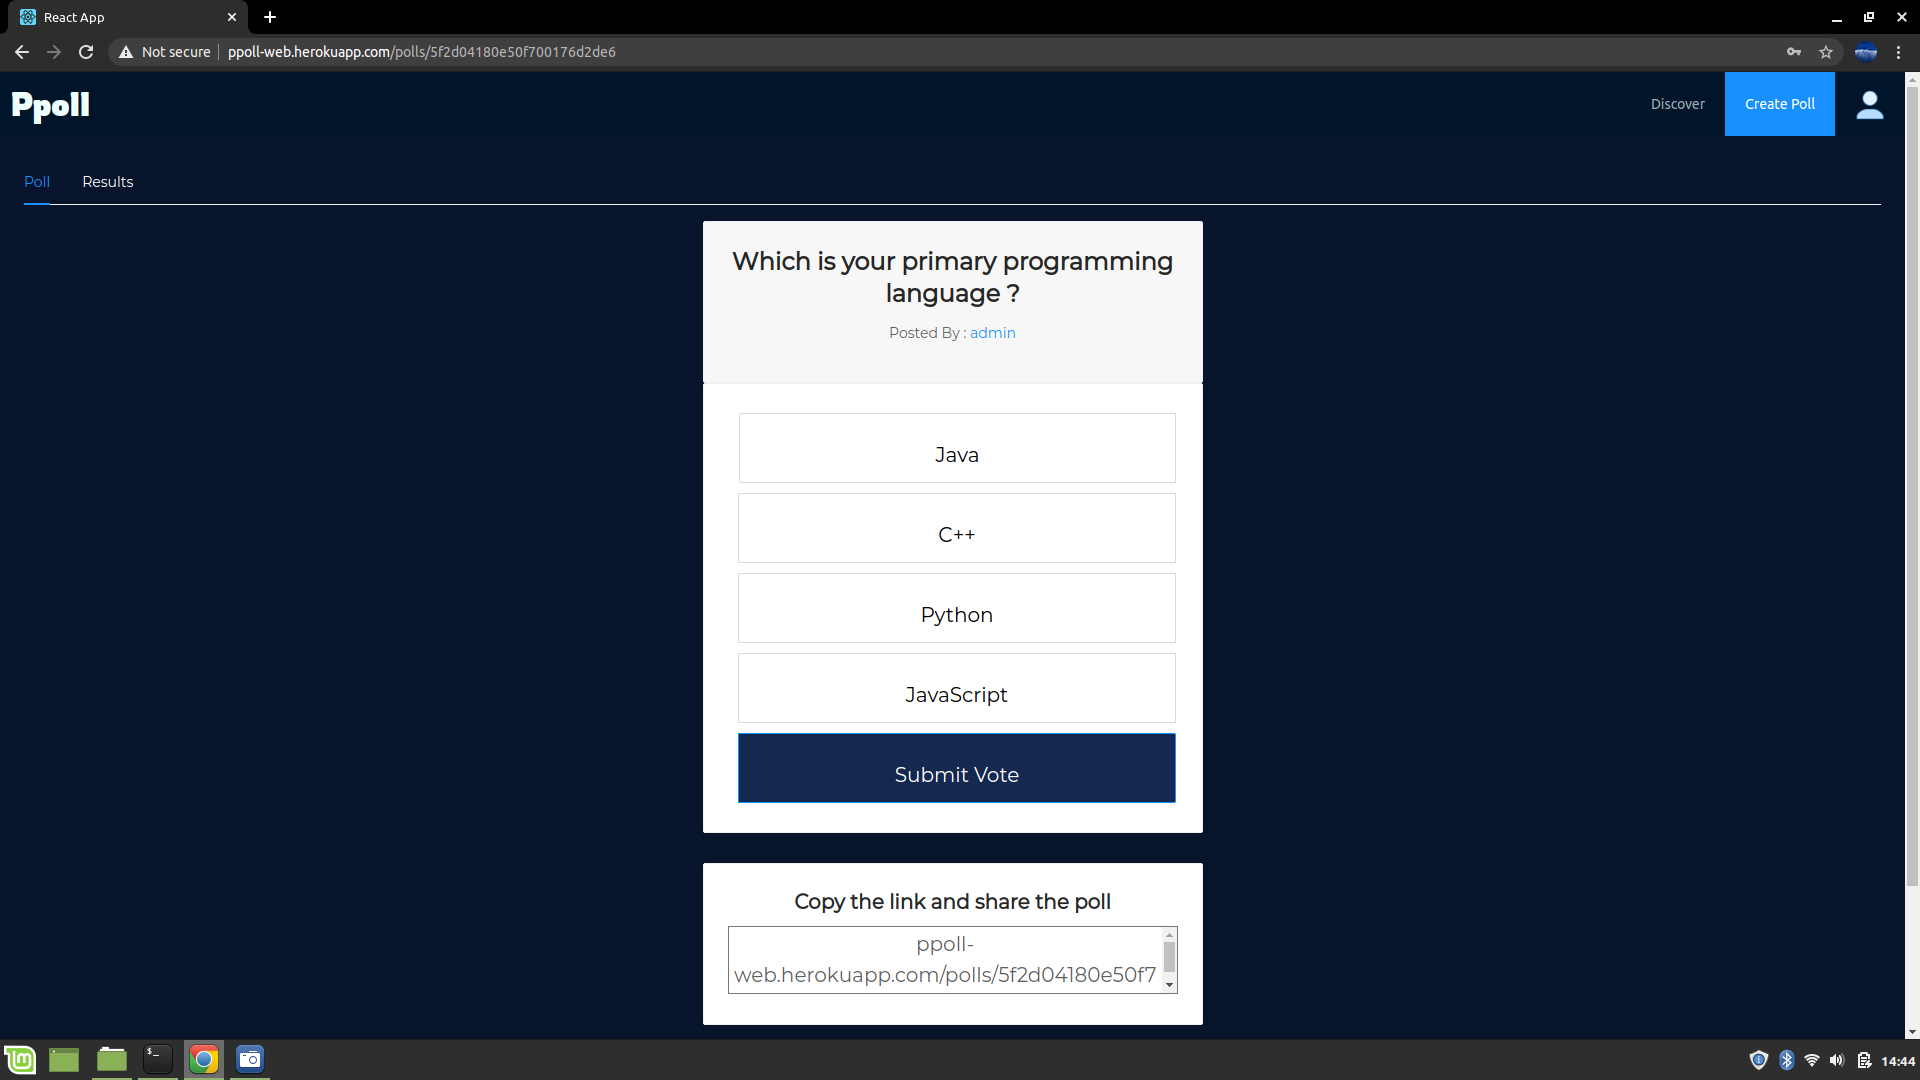 React App
Not secure
ppoll-web.herokuapp.com/polls/5f2d04180e50f700176d2de6
Ppoll
Discover
Create Poll
Poll
Results
Which is your primary programming
language ?
Posted By : admin
Java
C++
Python
JavaScript
Submit Vote
Copy the link and share the poll
ppoll-
web.herokuapp.com/polls/5f2d04180e50f7
$_
14:44